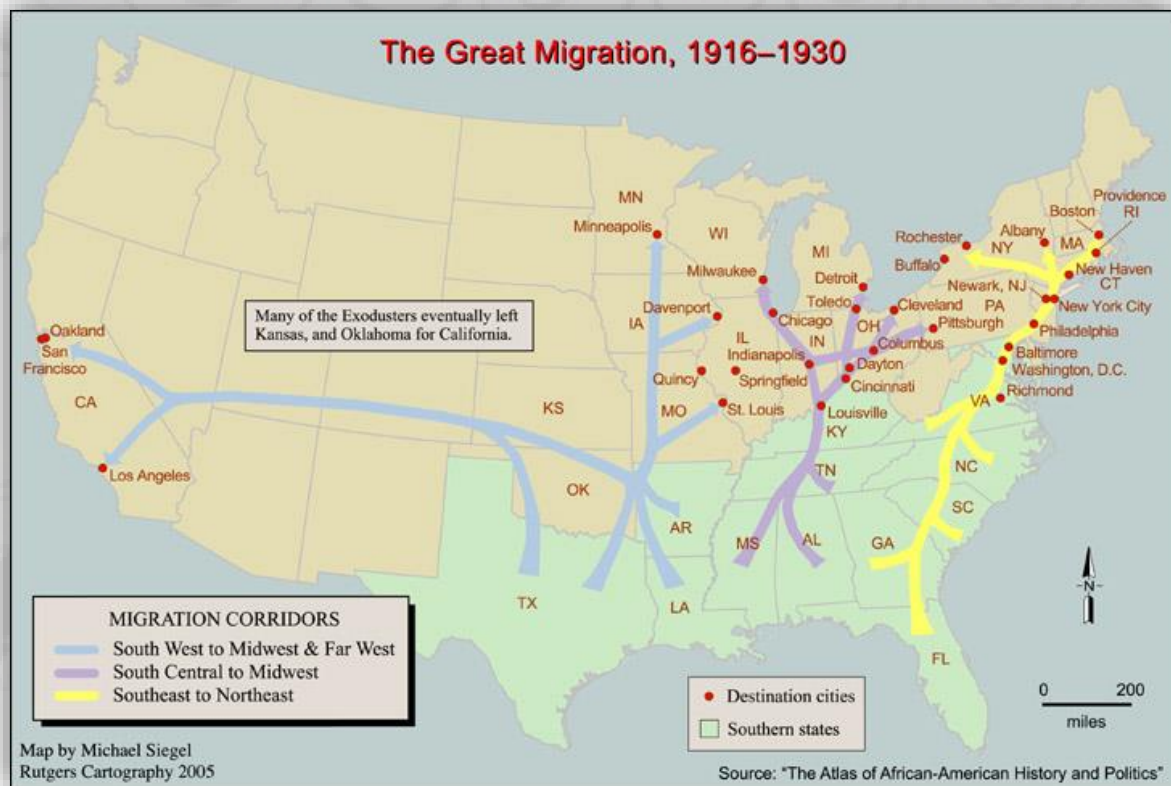 The Great Migration, 1916–1930
MN
Minneapolis
WI
MI
Milwaukee
Detroit
Rochester
Buffalo
Albany
NY
Boston
Providence
RI
MA
New Haven
CT
Newark, NJ
New York City
PA
Philadelphia
Toledo
Cleveland
Pittsburgh
Davenport
IA
Chicago
IL
IN
OH
Indianapolis
Columbus
Dayton
Cincinnati
Baltimore
Washington, D.C.
Richmond
VA
Quincy
Springfield
St. Louis
MO
Louisville
KY
Many of the Exodusters eventually left
Kansas, and Oklahoma for California.
Oakland
San
Francisco
CA
Los Angeles
KS
OK
AR
TN
NC
SC
MS
AL
GA
TX
LA
FL
MIGRATION CORRIDORS
South West to Midwest & Far West
South Central to Midwest
Southeast to Northeast
Destination cities
Southern states
N
0 200
miles
Map by Michael Siegel
Rutgers Cartography 2005
Source: "The Atlas of African-American History and Politics"